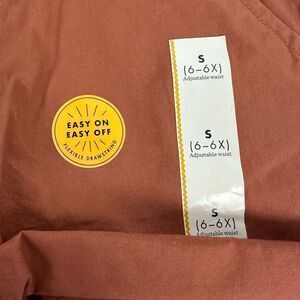 EASY ON
EASY OFF
FLEXIBLE DRAWSTRING
S
(6-6X)
Adjustable waist
S
(6-6X)
Adjustable waist
S
(6-6X)
Adjustable waist